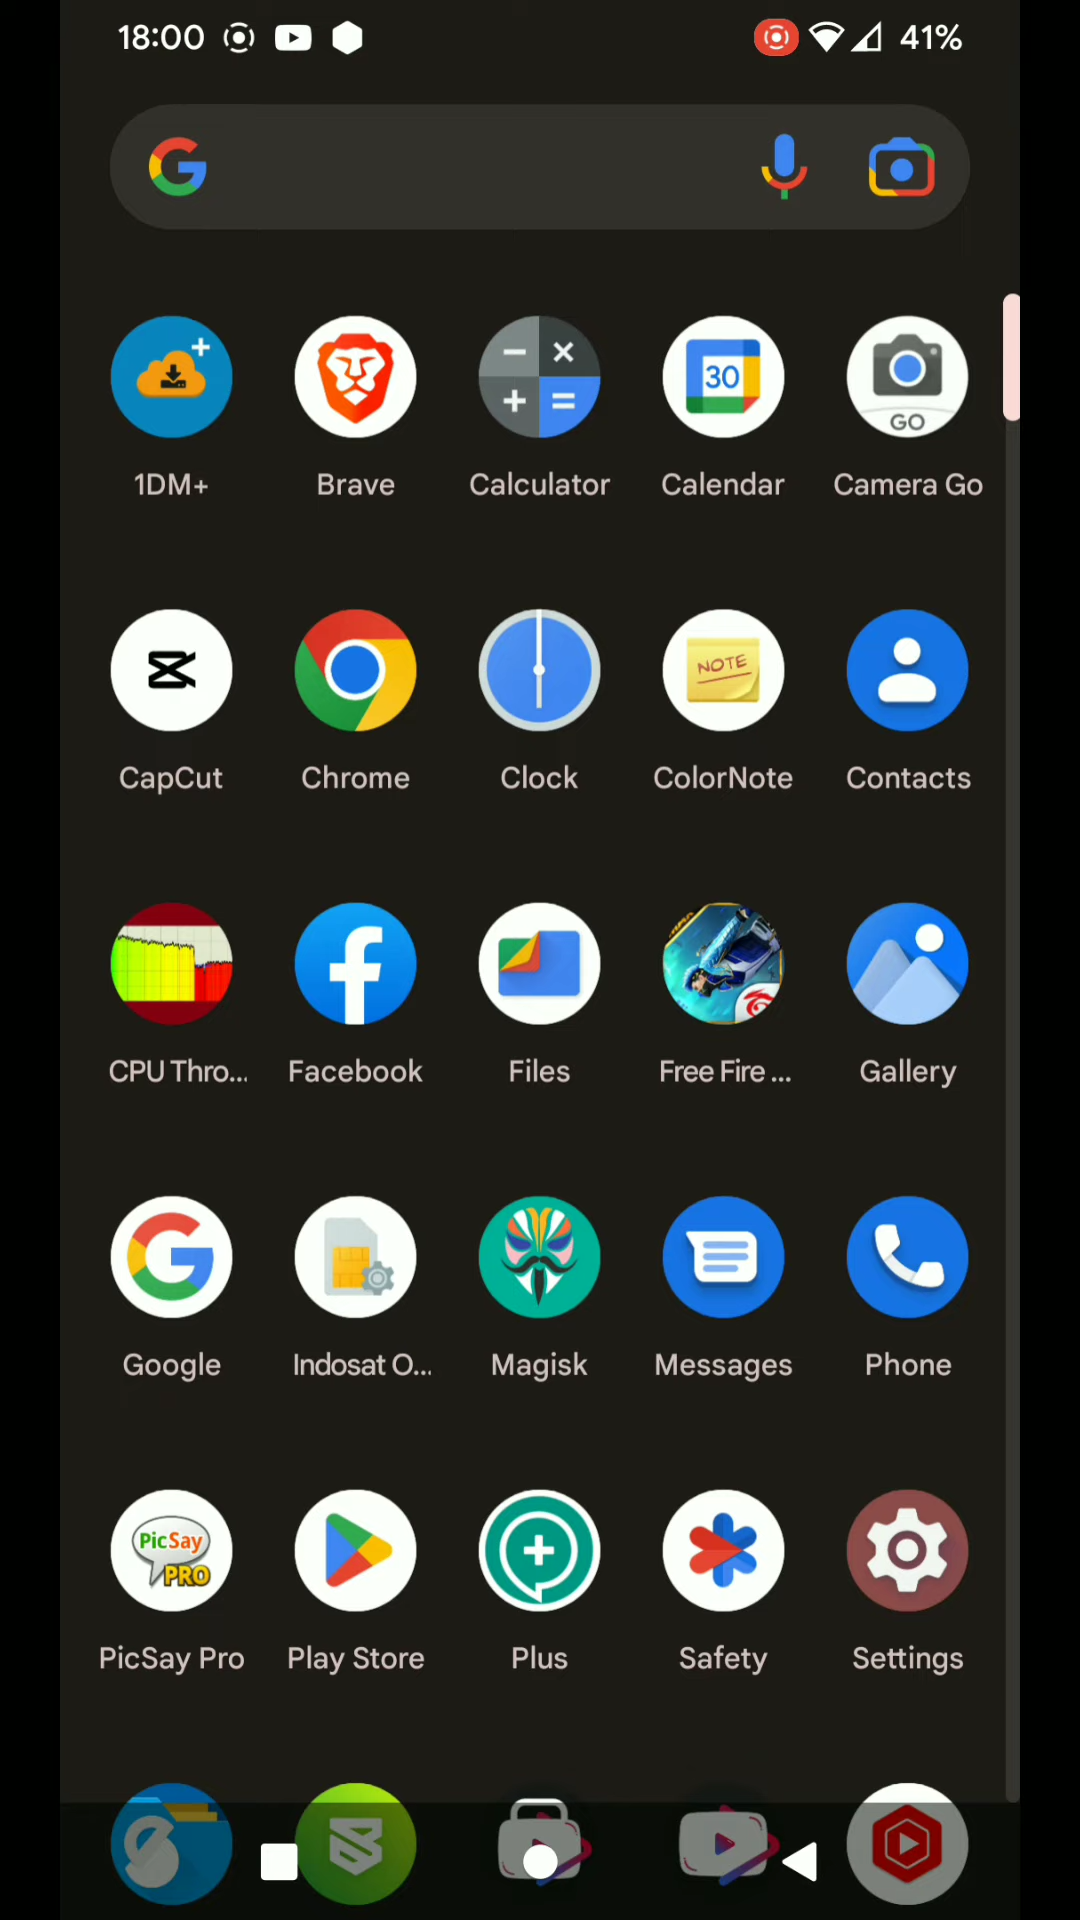 18:00 41%
30
GO
1DM+ Brave Calculator Calendar Camera Go
NOTE
CapCut Chrome Clock ColorNote Contacts
CPU Thro... Facebook Files Free Fire ... Gallery
Google Indosat O... Magisk Messages Phone
PicSay
PRO
PicSay Pro Play Store Plus Safety Settings